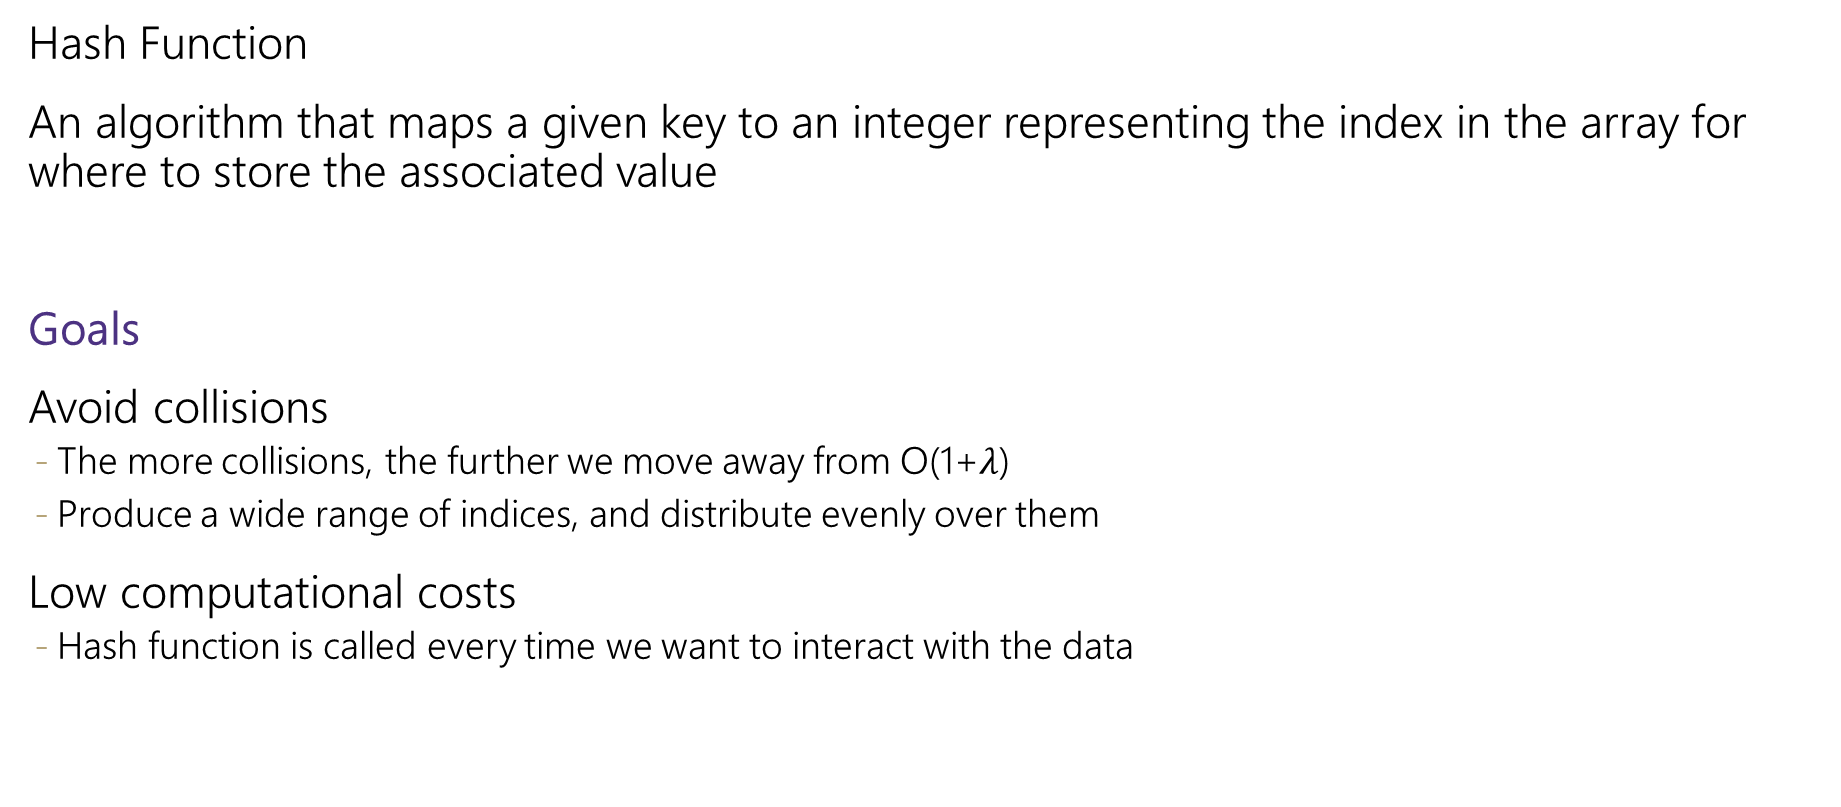 Hash Function
An algorithm that maps a given key to an integer representing the index in the array for
where to store the associated value
Goals
Avoid collisions
- The more collisions, the further we move away from O(1+𝜆)
- Produce a wide range of indices, and distribute evenly over them
Low computational costs
- Hash function is called every time we want to interact with the data